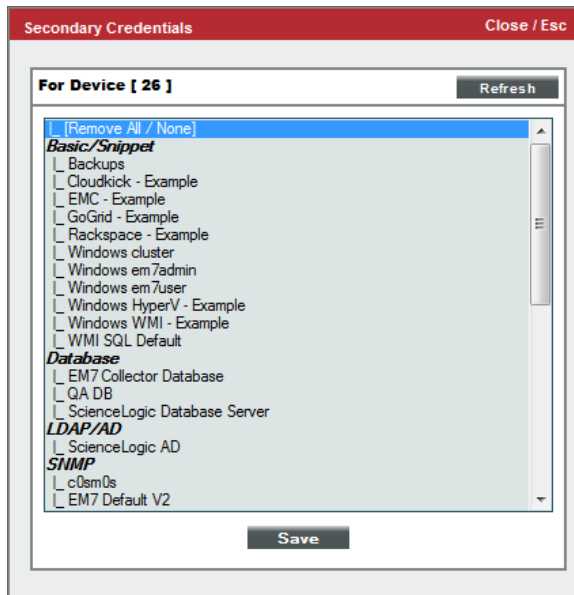 Secondary Credentials
Close / Esc
For Device [ 26 ]
Refresh
|_ [Remove All / None]
Basic/Snippet
|_ Backups
|_ Cloudkick - Example
|_ EMC - Example
|_ GoGrid - Example
|_ Rackspace - Example
|_ Windows cluster
|_ Windows em7admin
|_ Windows em7user
|_ Windows HyperV - Example
|_ Windows WMI - Example
|_ WMI SQL Default
Database
|_ EM7 Collector Database
|_ QA DB
|_ ScienceLogic Database Server
LDAP/AD
|_ ScienceLogic AD
SNMP
|_ c0sm0s
|_ EM7 Default V2
Save